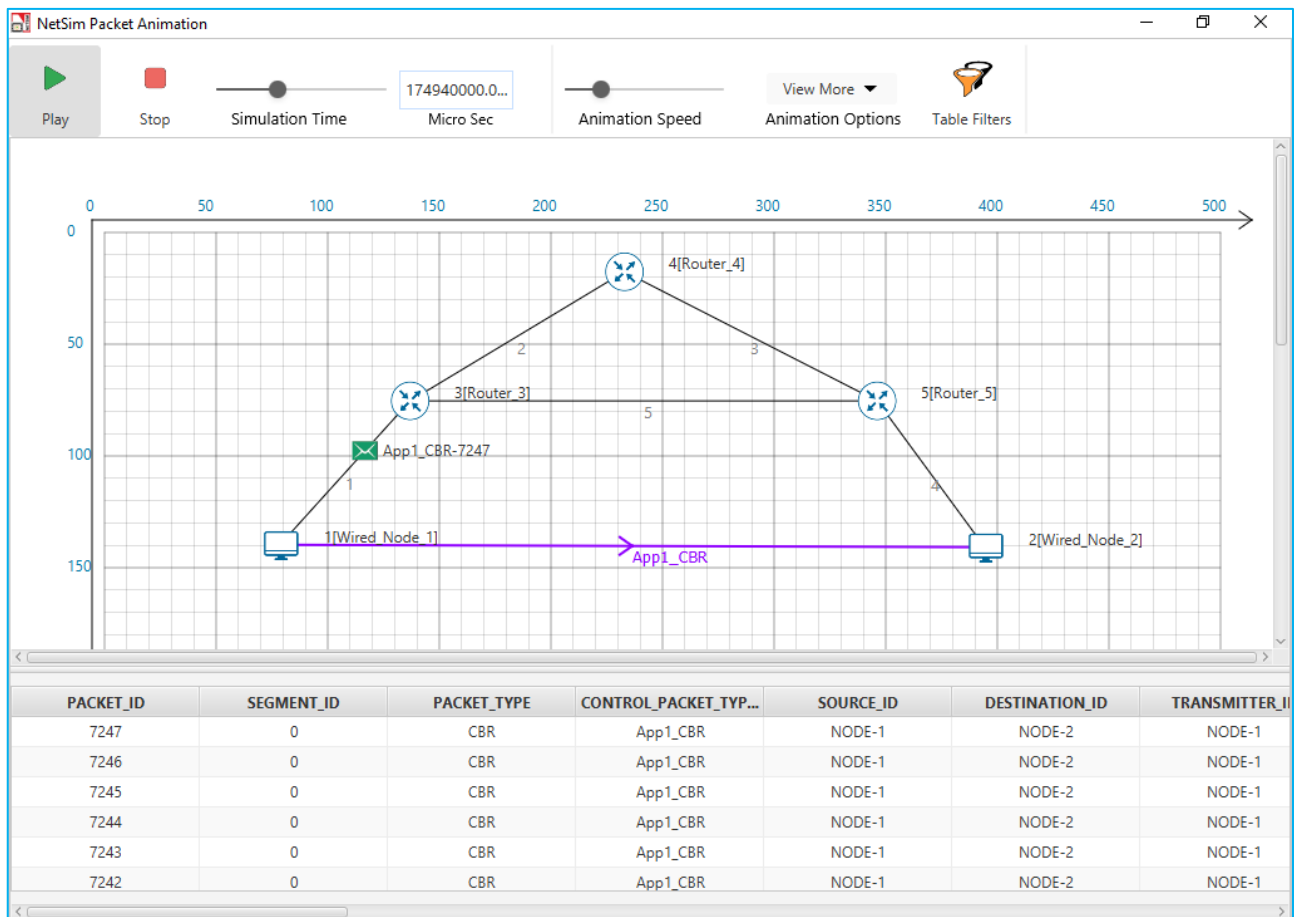 NetSim Packet Animation
174940000.0...
View More
Play Stop Simulation Time Micro Sec Animation Speed Animation Options Table Filters
0 50 100 150 200 250 300 350 400 450 500
0
4[Router_4]
50
2 3
3[Router_3] 5[Router_5]
5
100 App1_CBR-7247
1 4
1[Wired_Node_1] 2[Wired_Node_2]
App1_CBR
150
PACKET_ID SEGMENT_ID PACKET_TYPE CONTROL_PACKET_TYP... SOURCE_ID DESTINATION_ID TRANSMITTER_I
7247 0 CBR App1_CBR NODE-1 NODE-2 NODE-1
7246 0 CBR App1_CBR NODE-1 NODE-2 NODE-1
7245 0 CBR App1_CBR NODE-1 NODE-2 NODE-1
7244 0 CBR App1_CBR NODE-1 NODE-2 NODE-1
7243 0 CBR App1_CBR NODE-1 NODE-2 NODE-1
7242 0 CBR App1_CBR NODE-1 NODE-2 NODE-1